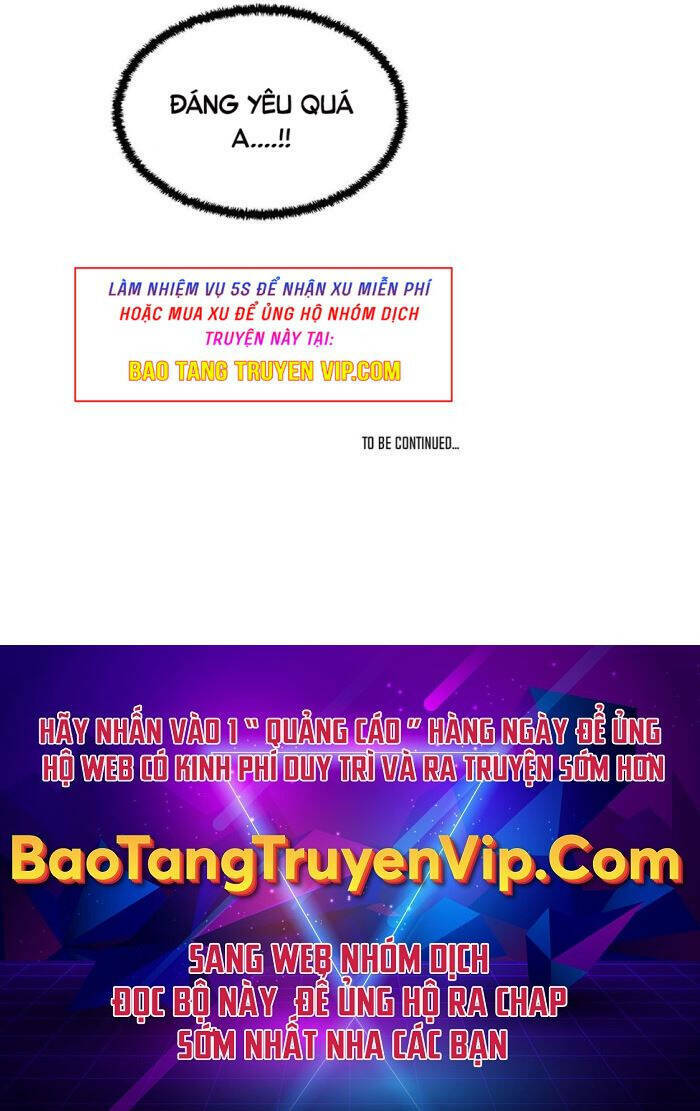 ĐÁNG YÊU QUÁ
A....!!
LÀM NHIỆM VỤ 5S ĐỂ NHẬN XU MIỄN PHÍ
HOẶC MUA XU ĐỂ ỦNG HỘ NHÓM DỊCH
TRUYỆN NÀY TẠI:
BAO TANG TRUYEN VIP.COM
TO BE CONTINUED...
HÃY NHẤN VÀO 1 “ QUẢNG CÁO ” HÀNG NGÀY ĐỂ ỦNG
HỘ WEB CÓ KINH PHÍ DUY TRÌ VÀ RA TRUYỆN SỚM HƠN
BaoTangTruyenVip.Com
SANG WEB NHÓM DỊCH
ĐỌC BỘ NÀY ĐỂ ỦNG HỘ RA CHAP
SỚM NHẤT NHA CÁC BẠN